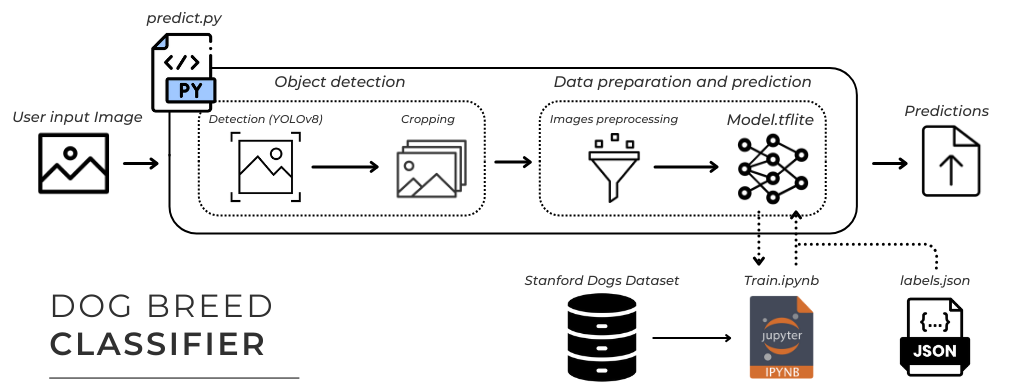 predict.py
</>
PY
Object detection
Data preparation and prediction
User input Image
Detection (YOLOv8)
Cropping
Images preprocessing
Model.tflite
Predictions
Stanford Dogs Dataset
Train.ipynb
labels.json
jupyter
IPYNB
{...}
JSON
DOG BREED
CLASSIFIER